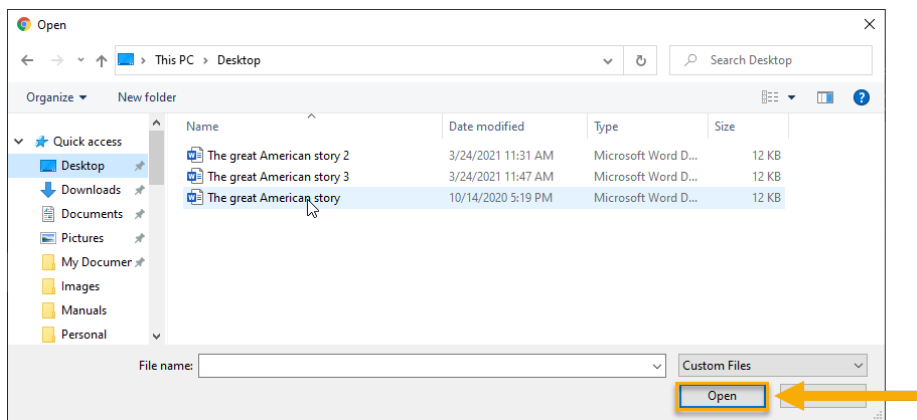 Open
This PC > Desktop
Search Desktop
Organize
New folder
Name Date modified Type Size
Quick access
Desktop
Downloads
Documents
Pictures
My Documer
Images
Manuals
Personal
The great American story 2 3/24/2021 11:31 AM Microsoft Word D... 12 KB
The great American story 3 3/24/2021 11:47 AM Microsoft Word D... 12 KB
The great American story 10/14/2020 5:19 PM Microsoft Word D... 12 KB
File name:
Custom Files
Open